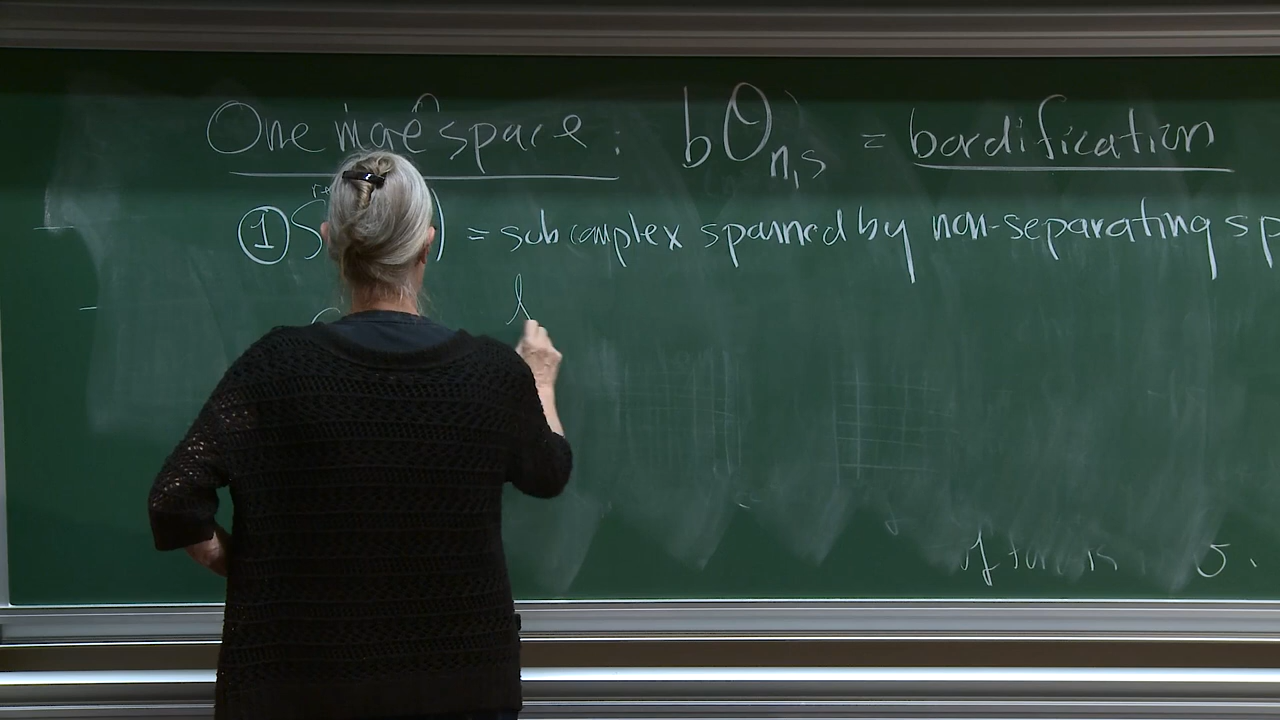 One more space: bO_{n,s} = bordification
① S = subcomplex spanned by non-separating sp